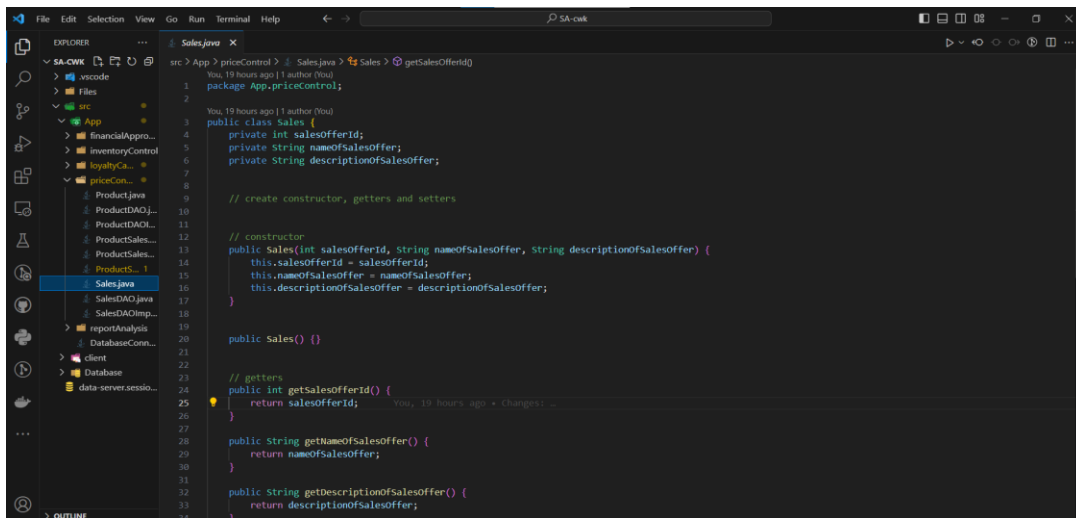 File Edit Selection View Go Run Terminal Help
SA-cwk
EXPLORER
SA-CWK
.vscode
Files
src
App
financialAppro...
inventoryControl
loyaltyCa...
priceCon...
Product.java
ProductDAO.j...
ProductDAOI...
ProductSales....
ProductSales...
ProductS... 1
Sales.java
SalesDAO.java
SalesDAOImp...
reportAnalysis
DatabaseConn...
client
Database
data-server.sessio...
OUTLINE
Sales.java
src > App > priceControl > Sales.java > Sales > getSalesOfferId()
You, 19 hours ago | 1 author (You)
1 package App.priceControl;
2
You, 19 hours ago | 1 author (You)
3 public class Sales {
4 private int salesOfferId;
5 private String nameOfSalesOffer;
6 private String descriptionOfSalesOffer;
7
8
9 // create constructor, getters and setters
10
11
12 // constructor
13 public Sales(int salesOfferId, String nameOfSalesOffer, String descriptionOfSalesOffer) {
14 this.salesOfferId = salesOfferId;
15 this.nameOfSalesOffer = nameOfSalesOffer;
16 this.descriptionOfSalesOffer = descriptionOfSalesOffer;
17 }
18
19
20 public Sales() {}
21
22
23 // getters
24 public int getSalesOfferId() {
25 return salesOfferId; You, 19 hours ago • Changes: …
26 }
27
28 public String getNameOfSalesOffer() {
29 return nameOfSalesOffer;
30 }
31
32 public String getDescriptionOfSalesOffer() {
33 return descriptionOfSalesOffer;